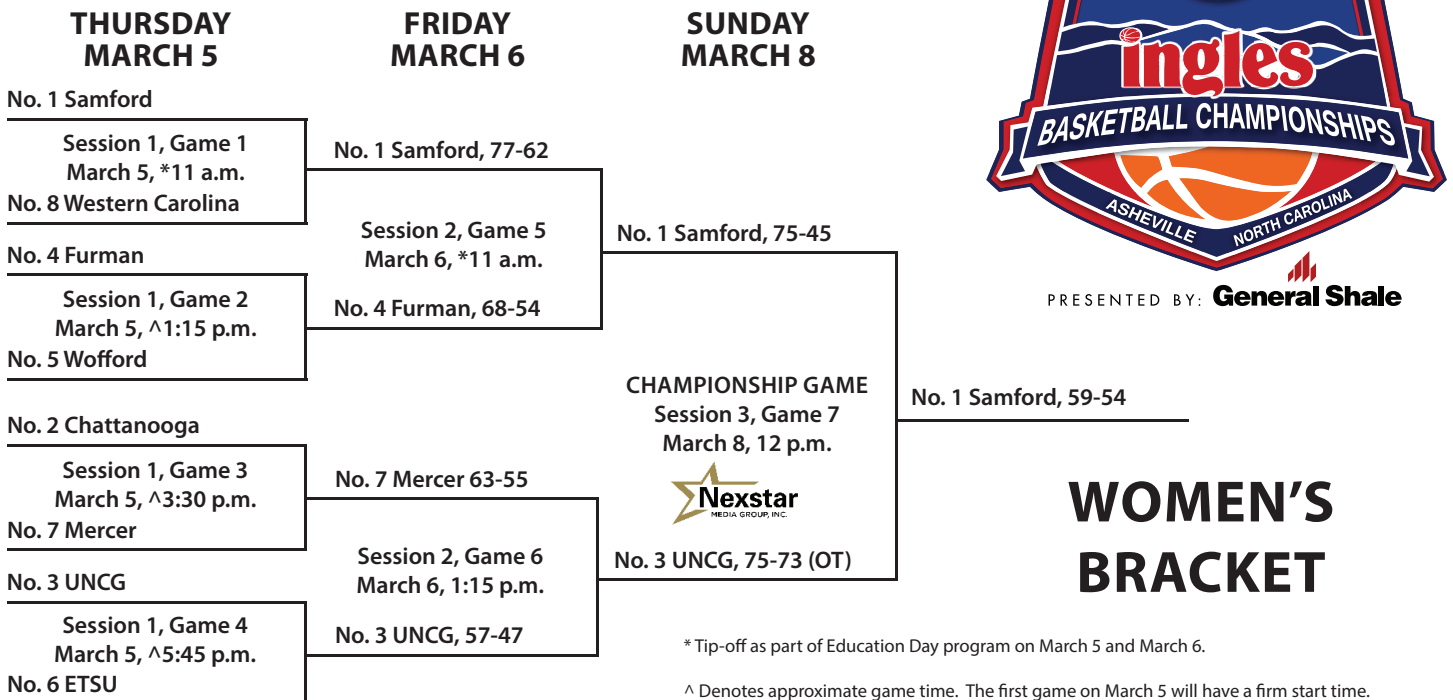 THURSDAY
MARCH 5
FRIDAY
MARCH 6
SUNDAY
MARCH 8
No. 1 Samford
Session 1, Game 1
March 5, *11 a.m.
No. 8 Western Carolina
No. 4 Furman
Session 1, Game 2
March 5, ^1:15 p.m.
No. 5 Wofford
No. 2 Chattanooga
Session 1, Game 3
March 5, ^3:30 p.m.
No. 7 Mercer
No. 3 UNCG
Session 1, Game 4
March 5, ^5:45 p.m.
No. 6 ETSU
No. 1 Samford, 77-62
Session 2, Game 5
March 6, *11 a.m.
No. 4 Furman, 68-54
No. 7 Mercer 63-55
Session 2, Game 6
March 6, 1:15 p.m.
No. 3 UNCG, 57-47
No. 1 Samford, 75-45
CHAMPIONSHIP GAME
Session 3, Game 7
March 8, 12 p.m.
Nexstar
MEDIA GROUP, INC.
No. 3 UNCG, 75-73 (OT)
No. 1 Samford, 59-54
ingles
BASKETBALL CHAMPIONSHIPS
ASHEVILLE NORTH CAROLINA
PRESENTED BY: General Shale
WOMEN'S
BRACKET
* Tip-off as part of Education Day program on March 5 and March 6.
^ Denotes approximate game time. The first game on March 5 will have a firm start time.